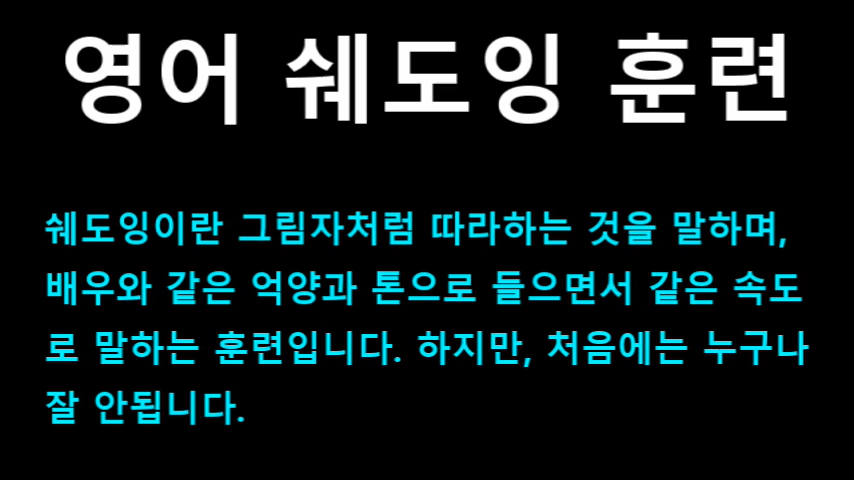 영어 쉐도잉 훈련
쉐도잉이란 그림자처럼 따라하는 것을 말하며,
배우와 같은 억양과 톤으로 들으면서 같은 속도
로 말하는 훈련입니다. 하지만, 처음에는 누구나
잘 안됩니다.